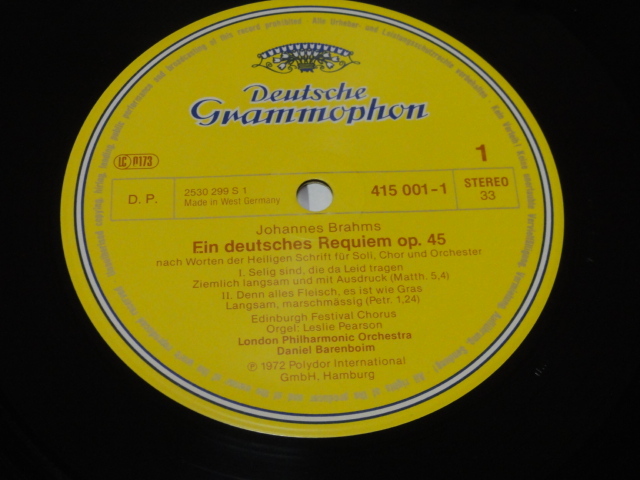 Deutsche
Grammophon
LC 0173
1
D. P.
2530 299 S 1
Made in West Germany
415 001-1
STEREO
33
Johannes Brahms
Ein deutsches Requiem op. 45
nach Worten der Heiligen Schrift für Soli, Chor und Orchester
I. Selig sind, die da Leid tragen
Ziemlich langsam und mit Ausdruck (Matth. 5,4)
II. Denn alles Fleisch, es ist wie Gras
Langsam, marschmässig (Petr. 1,24)
Edinburgh Festival Chorus
Orgel: Leslie Pearson
London Philharmonic Orchestra
Daniel Barenboim
℗ 1972 Polydor International
GmbH, Hamburg